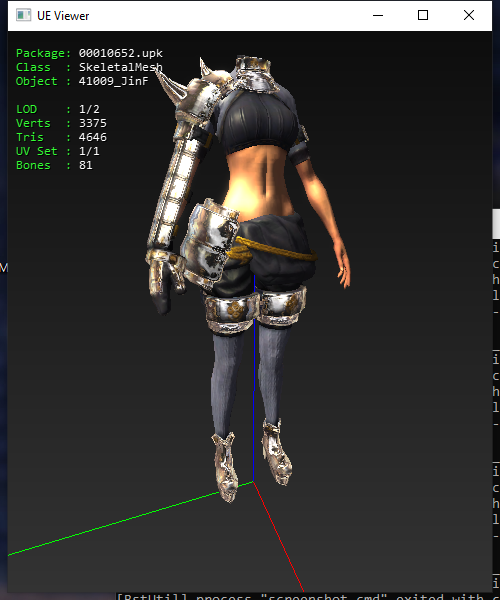 UE Viewer
Package: 00010652.upk
Class  : SkeletalMesh
Object : 41009_JinF
LOD    : 1/2
Verts  : 3375
Tris   : 4646
UV Set : 1/1
Bones  : 81
M
i
c
h
l
-
i
c
h
l
-
i
c
h
l
-
i